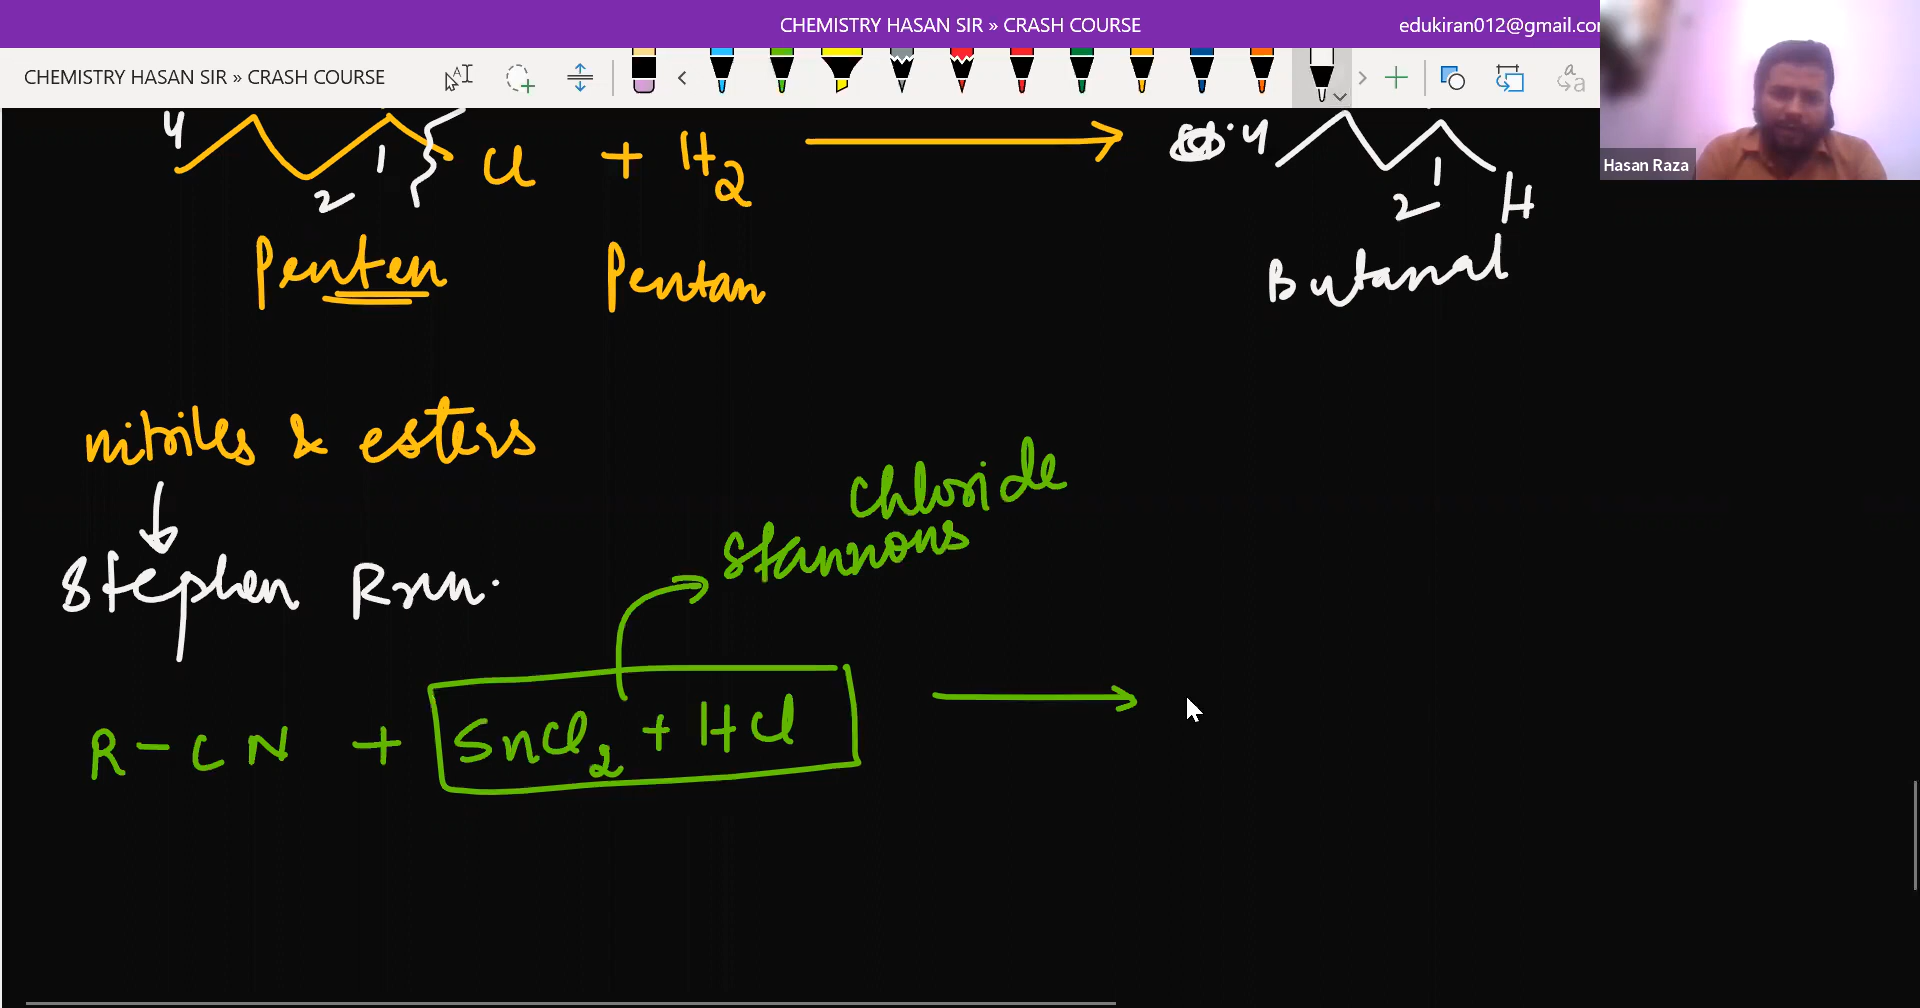 CHEMISTRY HASAN SIR » CRASH COURSE
edukiran012@gmail.co
CHEMISTRY HASAN SIR » CRASH COURSE
Hasan Raza
4 1 2 Cl + H2 4 1 2 H
Penten Pentan Butanal
nitriles & esters
Chloride
Stannous
Stephen Rxn.
R-CN + SnCl2 + HCl